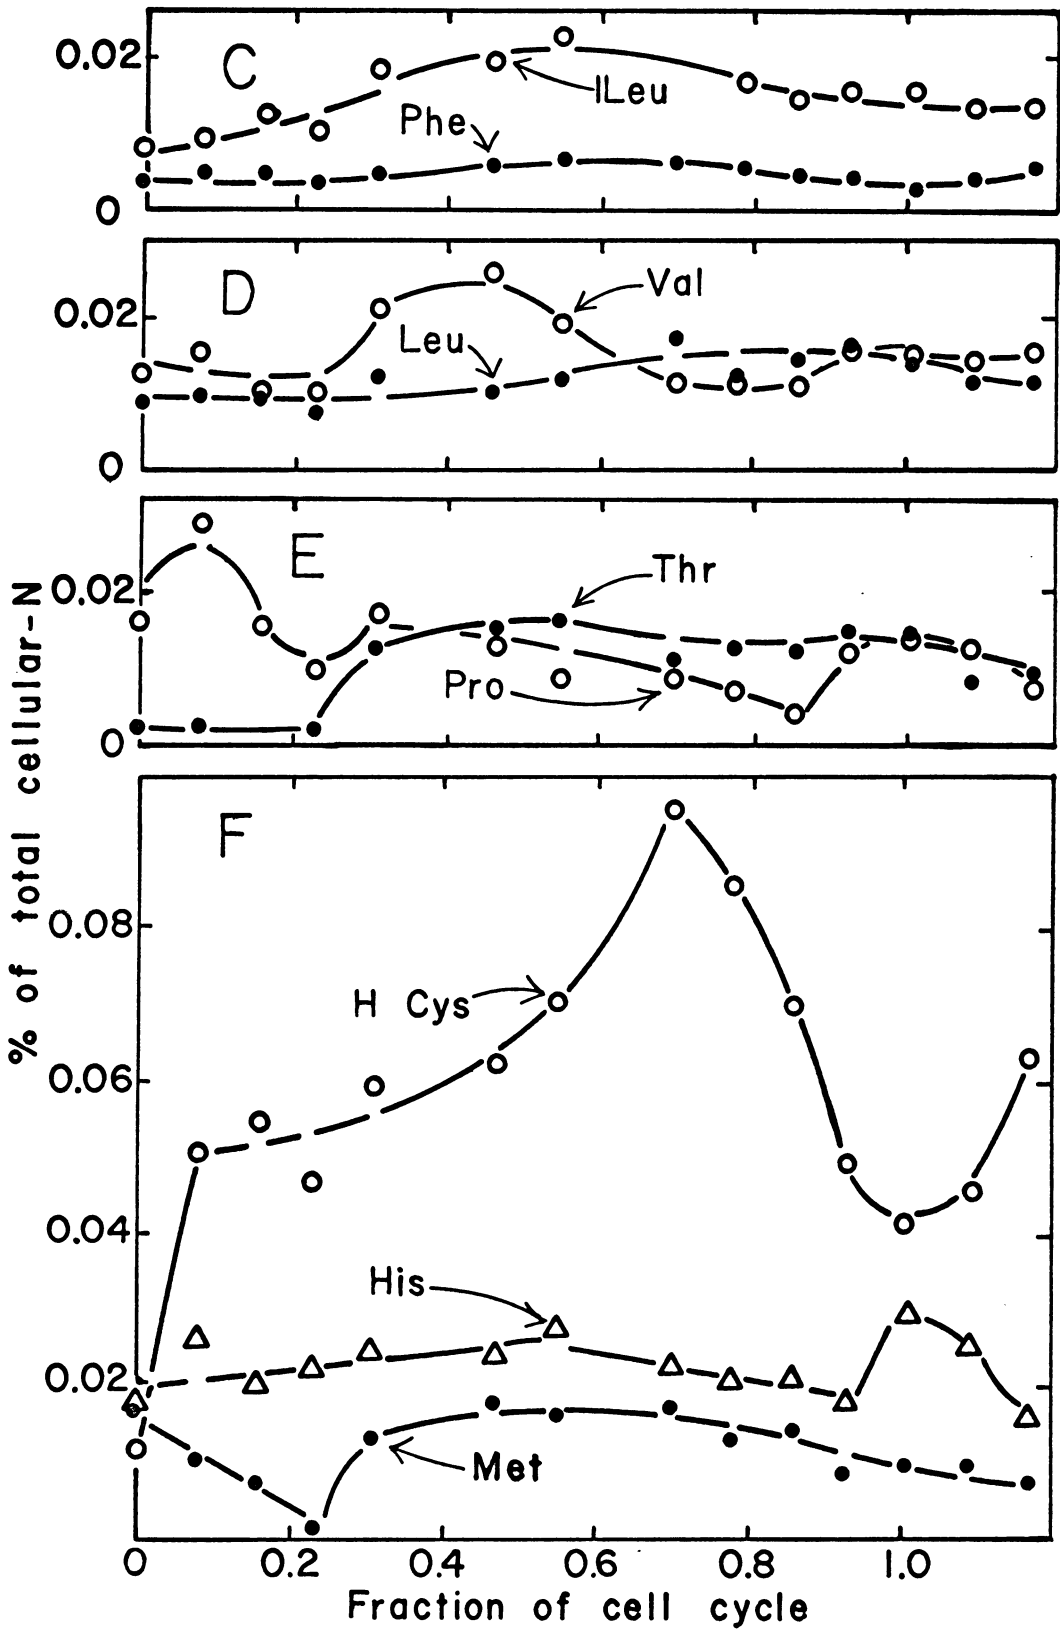 % of total cellular-N
0.02
C
ILeu
Phe
0
D
Val
0.02
Leu
0
E
Thr
0.02
Pro
0
F
0.08
H Cys
0.06
0.04
His
0.02
Met
0 0.2 0.4 0.6 0.8 1.0
Fraction of cell cycle